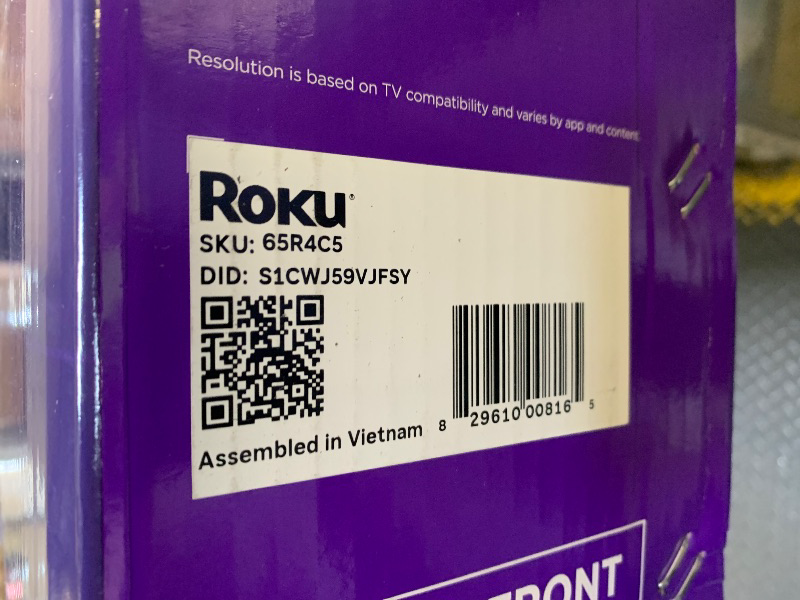 Resolution is based on TV compatibility and varies by app and content.
Roku®
SKU: 65R4C5
DID: S1CWJ59VJFSY
Assembled in Vietnam
8 29610 00816 5